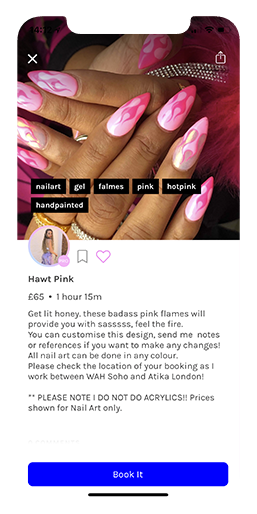 nailart gel falmes pink hotpink
handpainted
Hawt Pink
£65 • 1 hour 15m
Get lit honey. these badass pink flames will
provide you with sasssss, feel the fire.
You can customise this design, send me notes
or references if you want to make any changes!
All nail art can be done in any colour.
Please check the location of your booking as I
work between WAH Soho and Atika London!
** PLEASE NOTE I DO NOT DO ACRYLICS!! Prices
shown for Nail Art only.
Book It